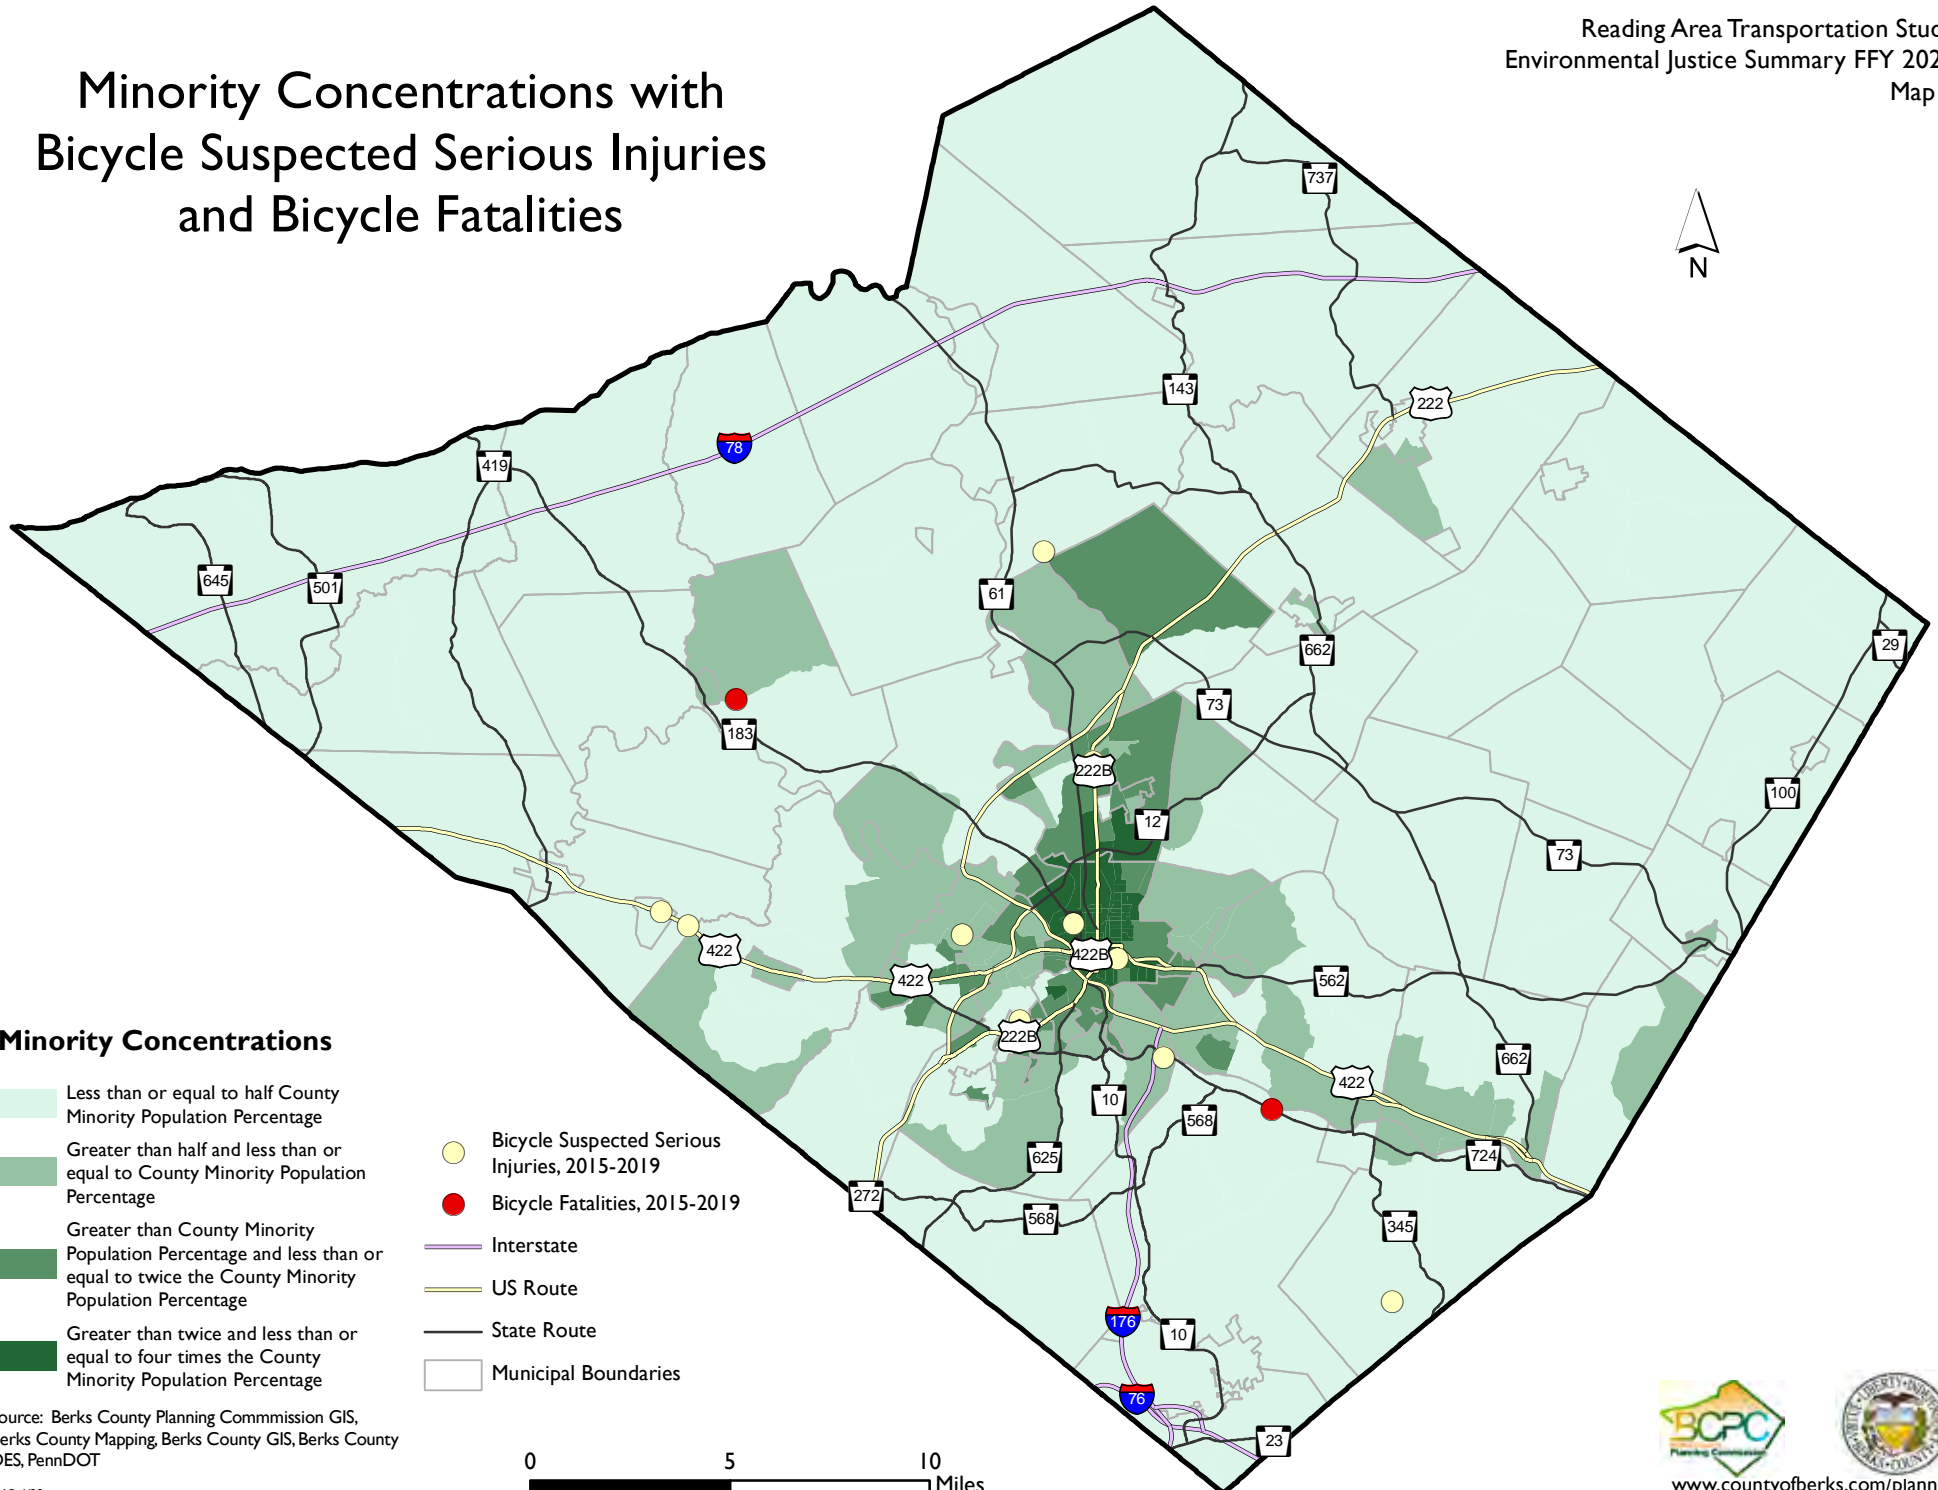 Minority Concentrations with
Bicycle Suspected Serious Injuries
and Bicycle Fatalities
Reading Area Transportation Stud
Environmental Justice Summary FFY 202
Map
N
737
143
222
78
419
645
501
61
662
29
183
73
222B
12
100
73
422
422
422B
562
222B
662
422
10
568
625
724
272
568
345
176
10
76
23
Minority Concentrations
Less than or equal to half County
Minority Population Percentage
Greater than half and less than or
equal to County Minority Population
Percentage
Greater than County Minority
Population Percentage and less than or
equal to twice the County Minority
Population Percentage
Greater than twice and less than or
equal to four times the County
Minority Population Percentage
Bicycle Suspected Serious
Injuries, 2015-2019
Bicycle Fatalities, 2015-2019
Interstate
US Route
State Route
Municipal Boundaries
ource: Berks County Planning Commmission GIS,
erks County Mapping, Berks County GIS, Berks County
DES, PennDOT
0 5 10
Miles
BCPC
Planning Commission
www.countyofberks.com/plann